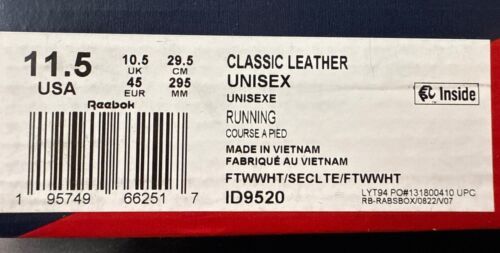 11.5
USA
10.5
UK
45
EUR
29.5
CM
295
MM
Reebok
1 95749 66251 7
CLASSIC LEATHER
UNISEX
UNISEXE
RUNNING
COURSE A PIED
MADE IN VIETNAM
FABRIQUÉ AU VIETNAM
FTWWHT/SECLTE/FTWWHT
ID9520
Inside
LYT94 PO#131800410 UPC
RB-RABSBOX/0822/V07